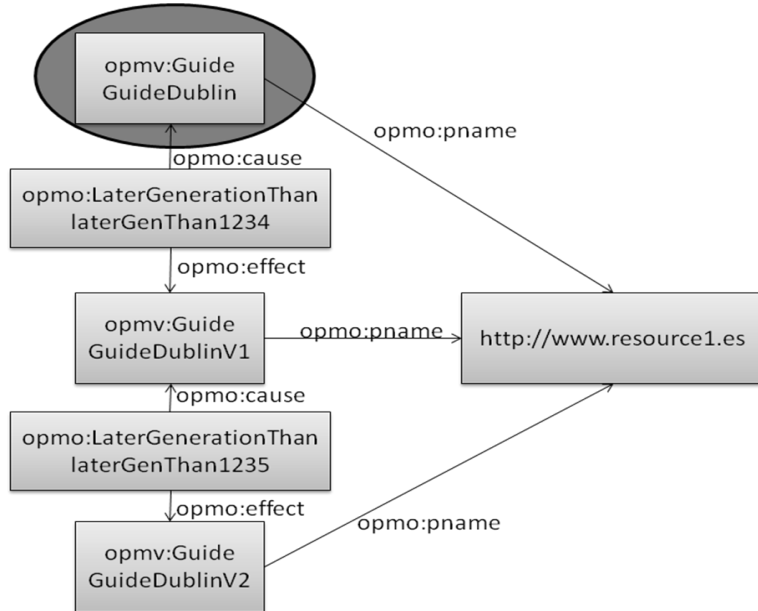 opmv:Guide
GuideDublin
opmo:pname
opmo:cause
opmo:LaterGenerationThan
laterGenThan1234
opmo:effect
opmv:Guide
GuideDublinV1
opmo:pname
http://www.resource1.es
opmo:cause
opmo:LaterGenerationThan
laterGenThan1235
opmo:effect
opmo:pname
opmv:Guide
GuideDublinV2